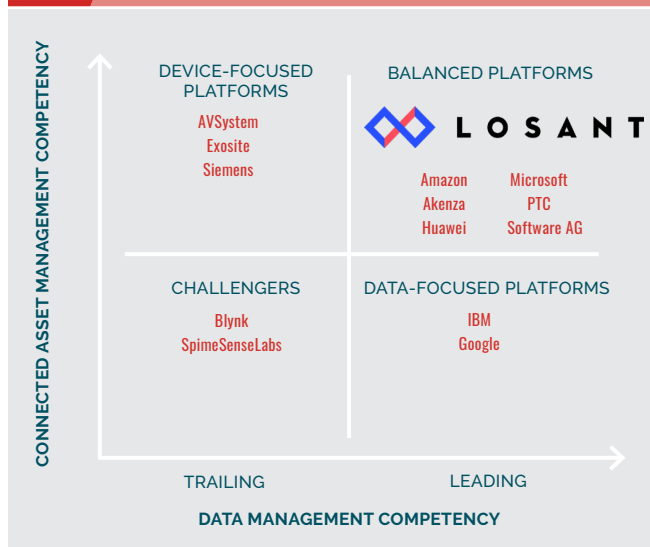 CONNECTED ASSET MANAGEMENT COMPETENCY
DEVICE-FOCUSED
PLATFORMS
AVSystem
Exosite
Siemens
BALANCED PLATFORMS
LOSANT
Amazon Microsoft
Akenza PTC
Huawei Software AG
CHALLENGERS
Blynk
SpimeSenseLabs
DATA-FOCUSED PLATFORMS
IBM
Google
TRAILING LEADING
DATA MANAGEMENT COMPETENCY